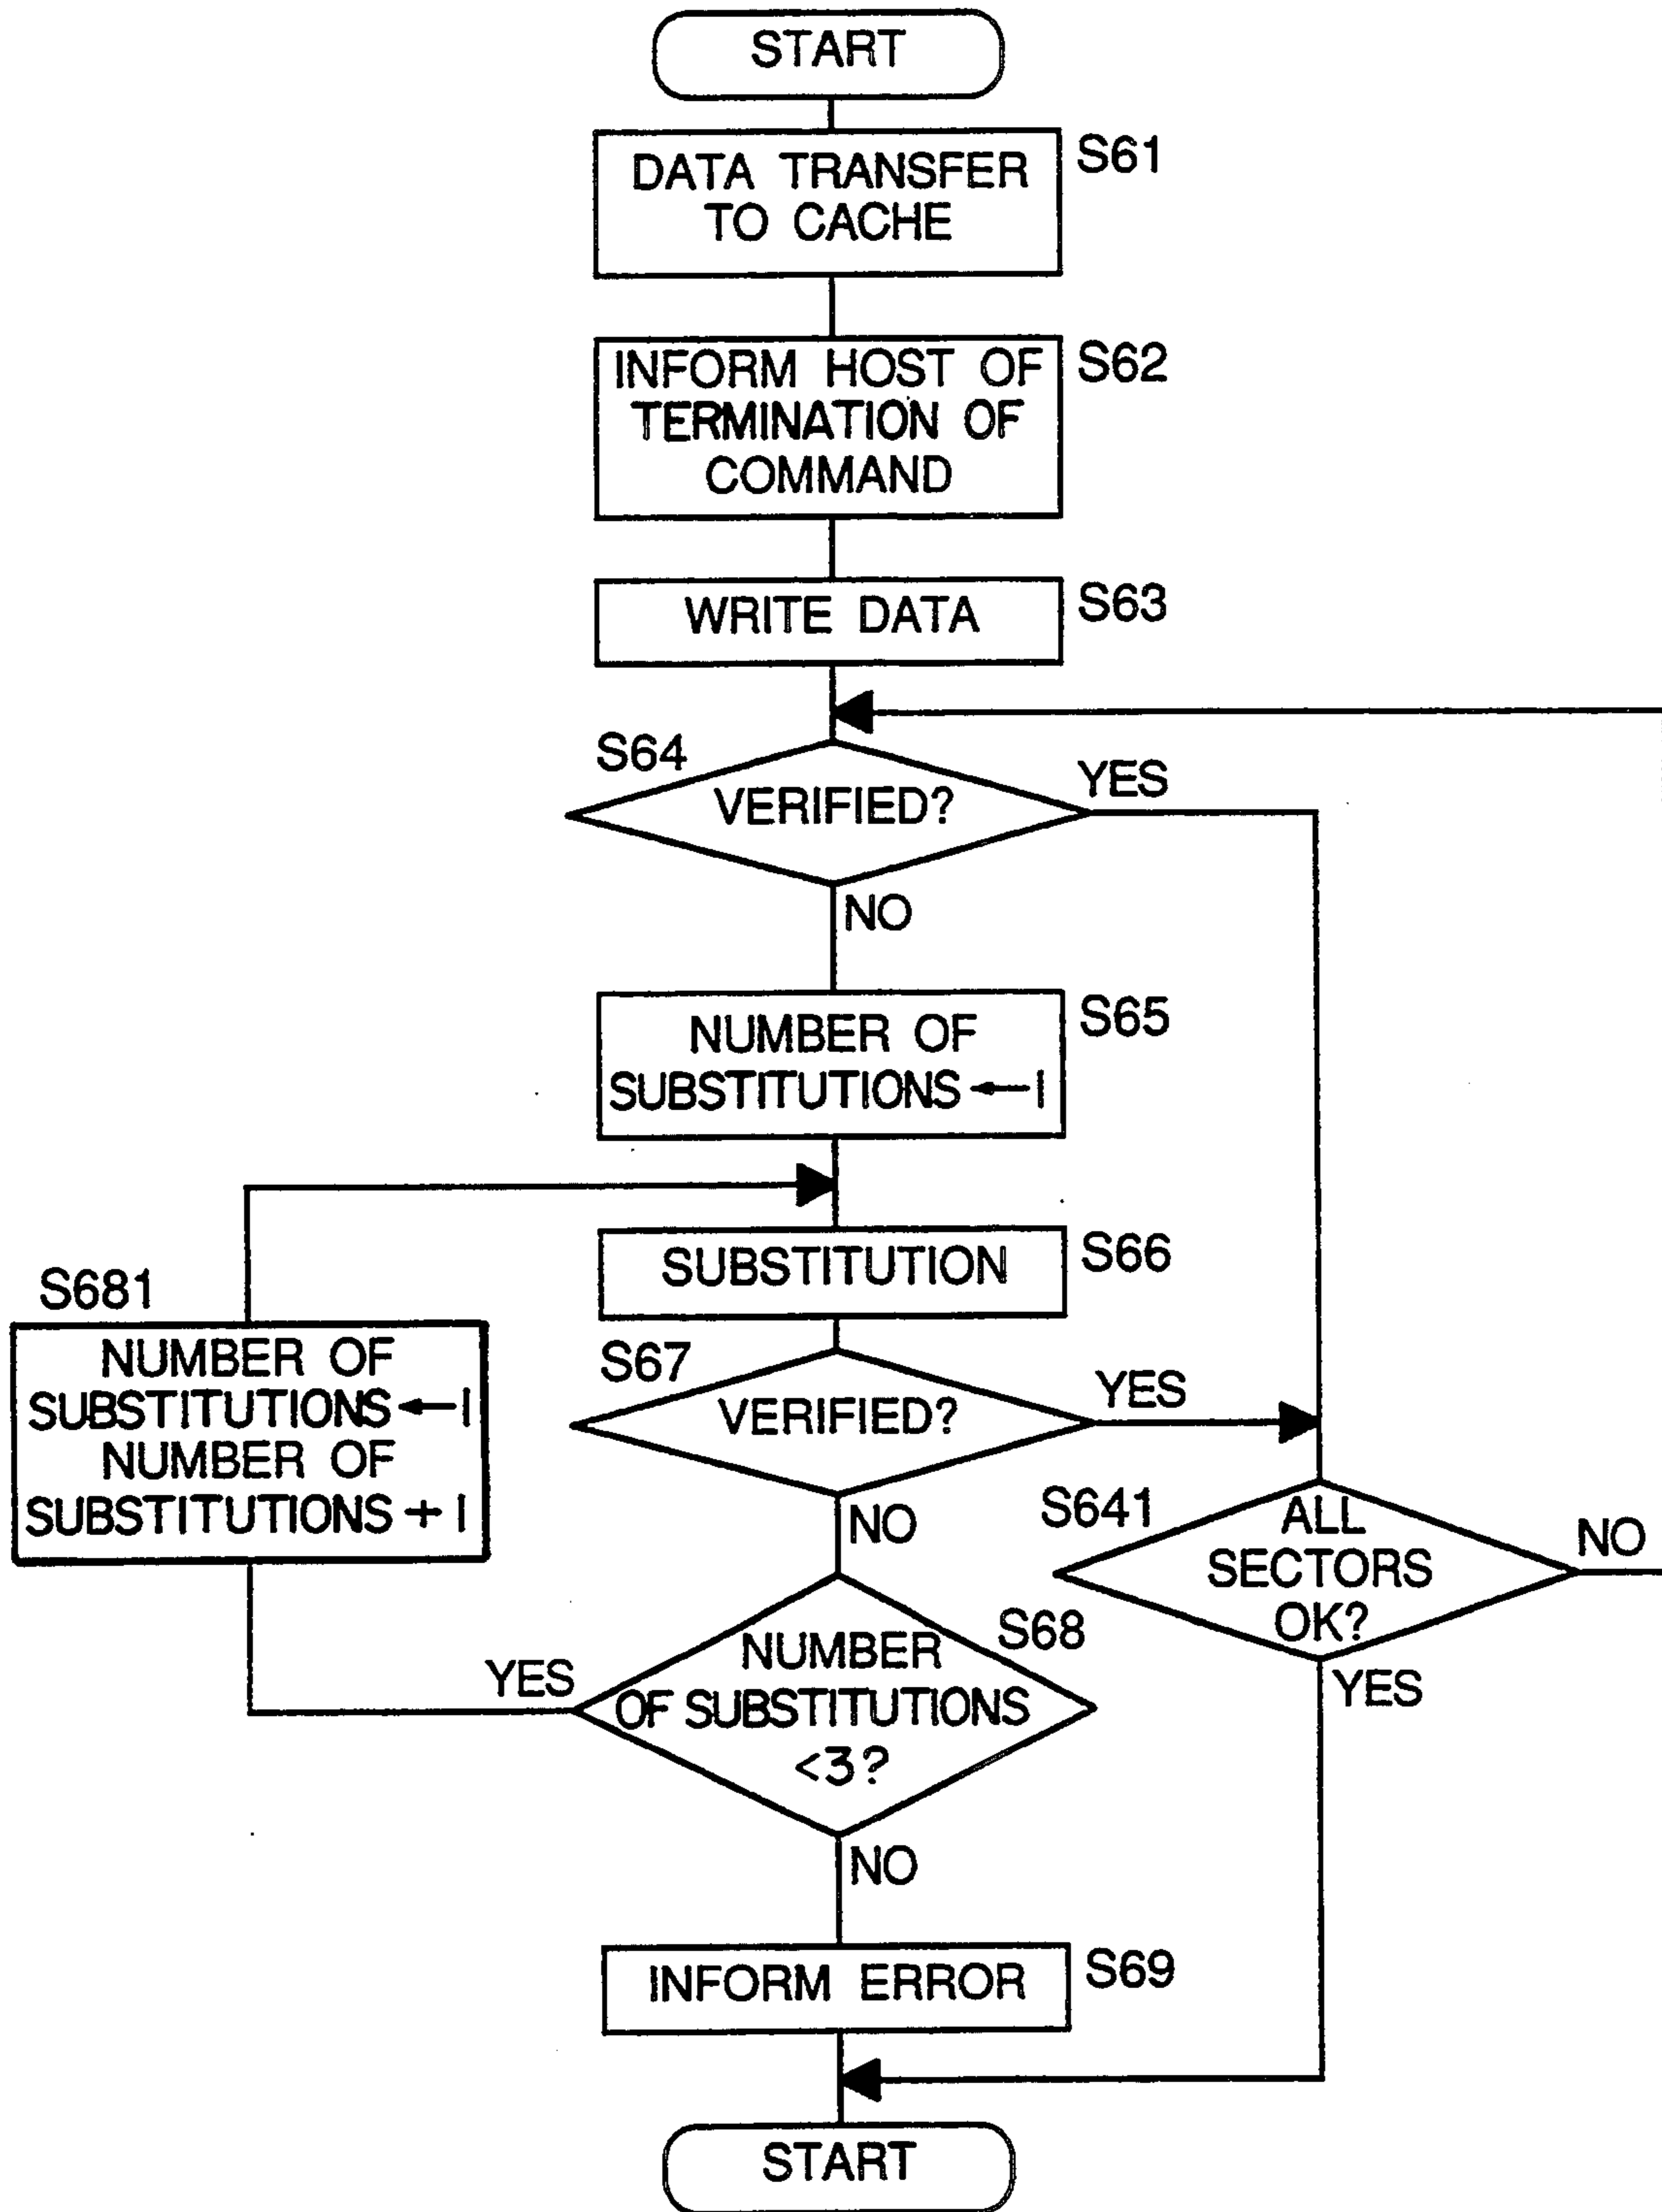 START
S61
DATA TRANSFER
TO CACHE
S62
INFORM HOST OF
TERMINATION OF
COMMAND
S63
WRITE DATA
S64
VERIFIED?
YES
NO
S65
NUMBER OF
SUBSTITUTIONS ← 1
S66
SUBSTITUTION
S681
NUMBER OF
SUBSTITUTIONS ← 1
NUMBER OF
SUBSTITUTIONS + 1
S67
VERIFIED?
YES
NO
S641
ALL
SECTORS
OK?
NO
YES
S68
NUMBER
OF SUBSTITUTIONS
<3?
YES
NO
S69
INFORM ERROR
START